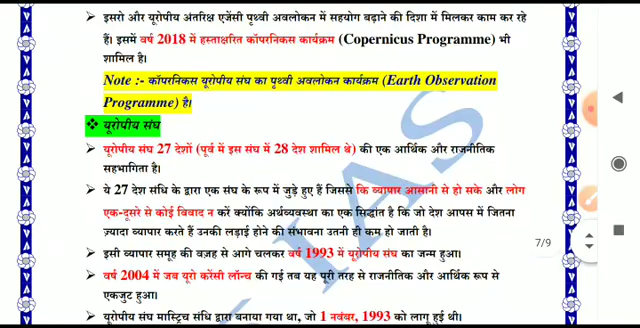 ➢ इसरो और यूरोपीय अंतरिक्ष एजेंसी पृथ्वी अवलोकन में सहयोग बढ़ाने की दिशा में मिलकर काम कर रहे
हैं। इसमें वर्ष 2018 में हस्ताक्षरित कॉपरनिकस कार्यक्रम (Copernicus Programme) भी
शामिल है।
Note :- कॉपरनिकस यूरोपीय संघ का पृथ्वी अवलोकन कार्यक्रम (Earth Observation
Programme) है।
❖ यूरोपीय संघ
➢ यूरोपीय संघ 27 देशों (पूर्व में इस संघ में 28 देश शामिल थे) की एक आर्थिक और राजनीतिक
सहभागिता है।
➢ ये 27 देश संधि के द्वारा एक संघ के रूप में जुड़े हुए हैं जिससे कि व्यापार आसानी से हो सके और लोग
एक-दूसरे से कोई विवाद न करें क्योंकि अर्थव्यवस्था का एक सिद्धांत है कि जो देश आपस में जितना
ज़्यादा व्यापार करते हैं उनकी लड़ाई होने की संभावना उतनी ही कम हो जाती है।
➢ इसी व्यापार समूह की वज़ह से आगे चलकर वर्ष 1993 में यूरोपीय संघ का जन्म हुआ।
➢ वर्ष 2004 में जब यूरो करेंसी लॉन्च की गई तब यह पूरी तरह से राजनीतिक और आर्थिक रूप से
एकजुट हुआ।
➢ यूरोपीय संघ मास्ट्रिच संधि द्वारा बनाया गया था, जो 1 नवंबर, 1993 को लागू हुई थी।
IAS
7/9